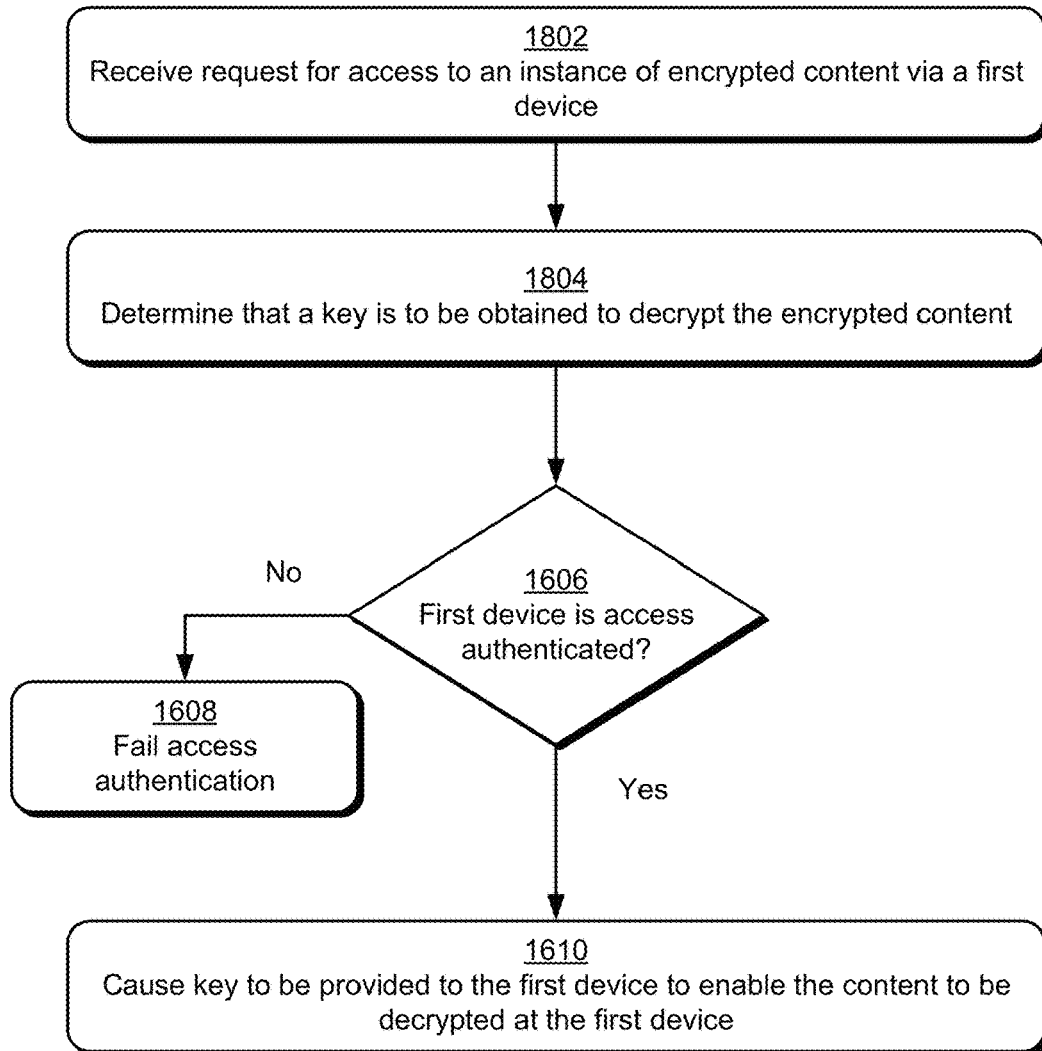 1802
Receive request for access to an instance of encrypted content via a first
device
1804
Determine that a key is to be obtained to decrypt the encrypted content
No
1606
First device is access
authenticated?
1608
Fail access
authentication
Yes
1610
Cause key to be provided to the first device to enable the content to be
decrypted at the first device